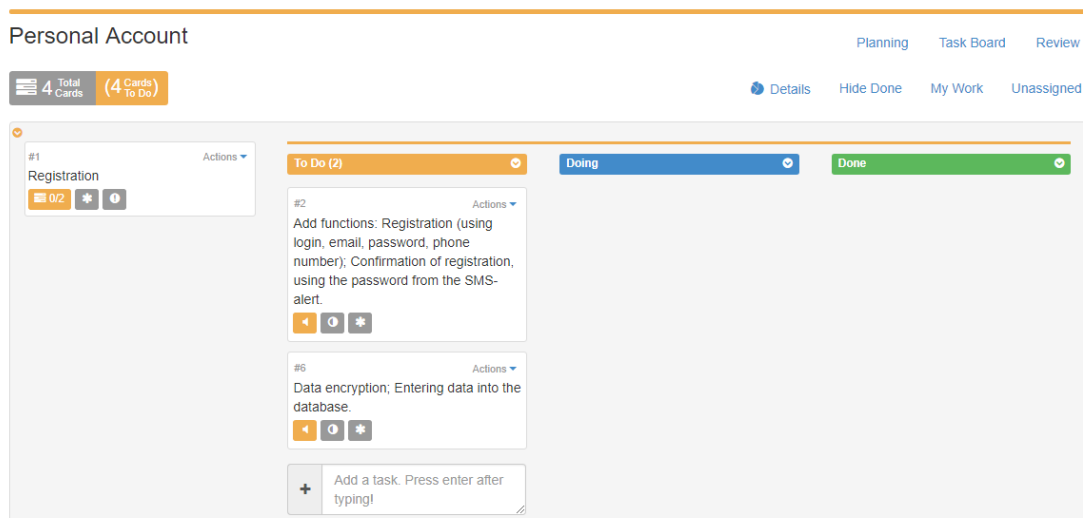 Personal Account
Planning Task Board Review
4 Total Cards (4 Cards To Do)
Details Hide Done My Work Unassigned
#1 Actions
Registration
0/2
To Do (2) Doing Done
#2 Actions
Add functions: Registration (using
login, email, password, phone
number); Confirmation of registration,
using the password from the SMS-
alert.
#6 Actions
Data encryption; Entering data into the
database.
Add a task. Press enter after
typing!